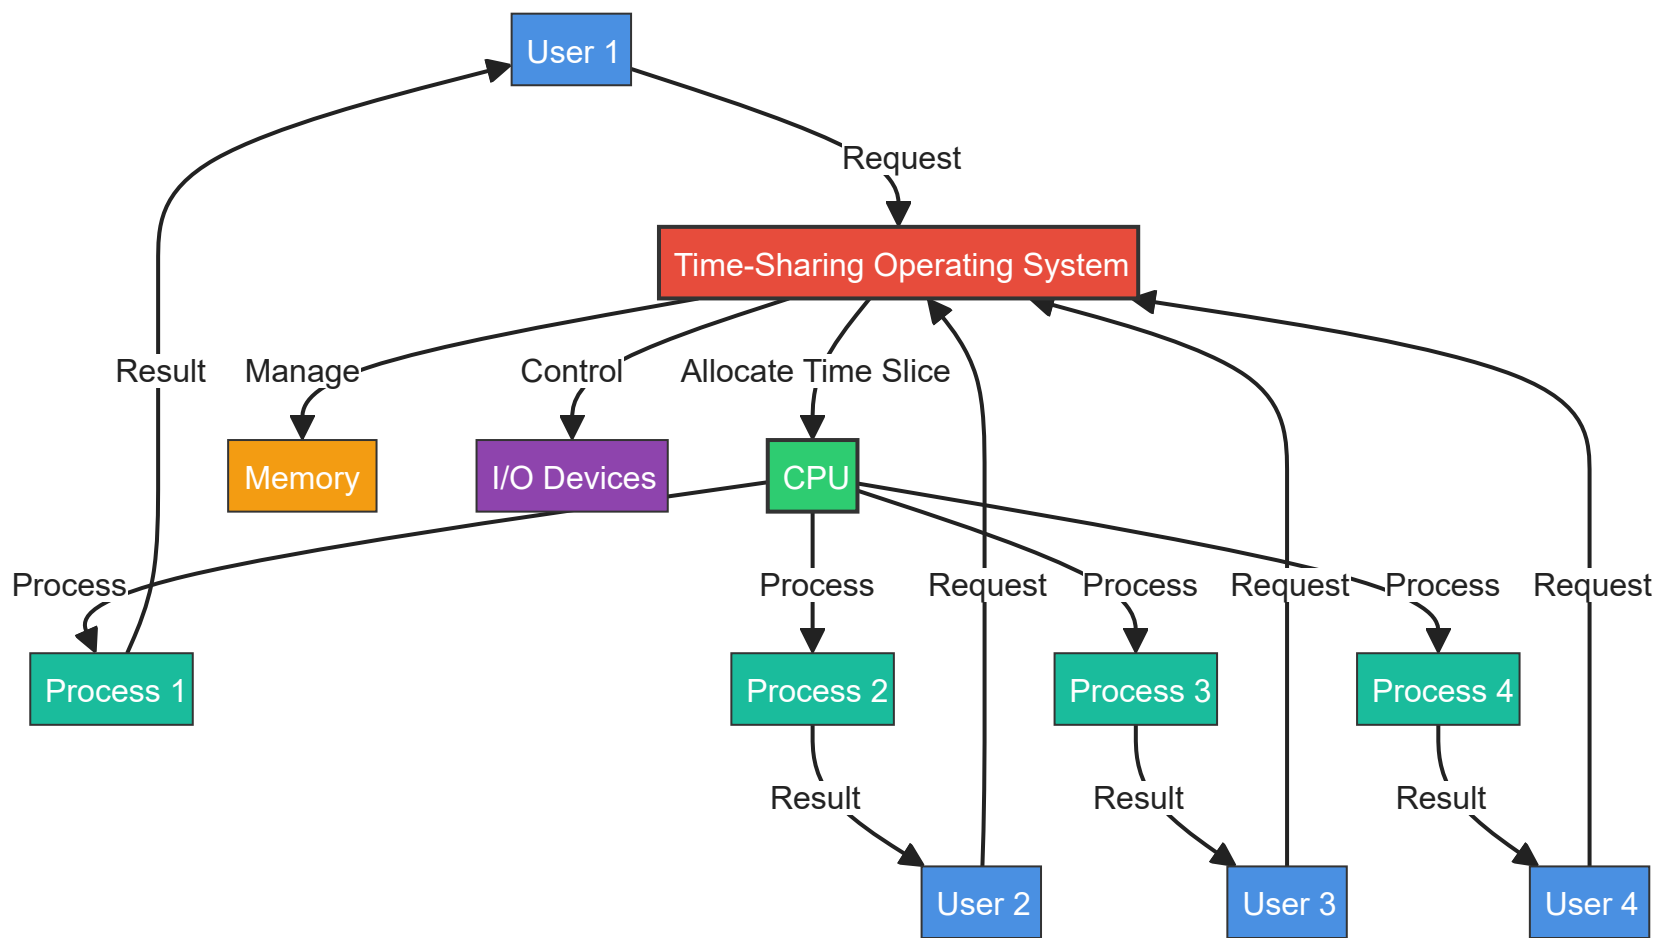 User 1
Request
Time-Sharing Operating System
Result
Manage
Control
Allocate Time Slice
Memory
I/O Devices
CPU
Process
Process
Request
Process
Request
Process
Request
Process 1
Process 2
Process 3
Process 4
Result
Result
Result
User 2
User 3
User 4